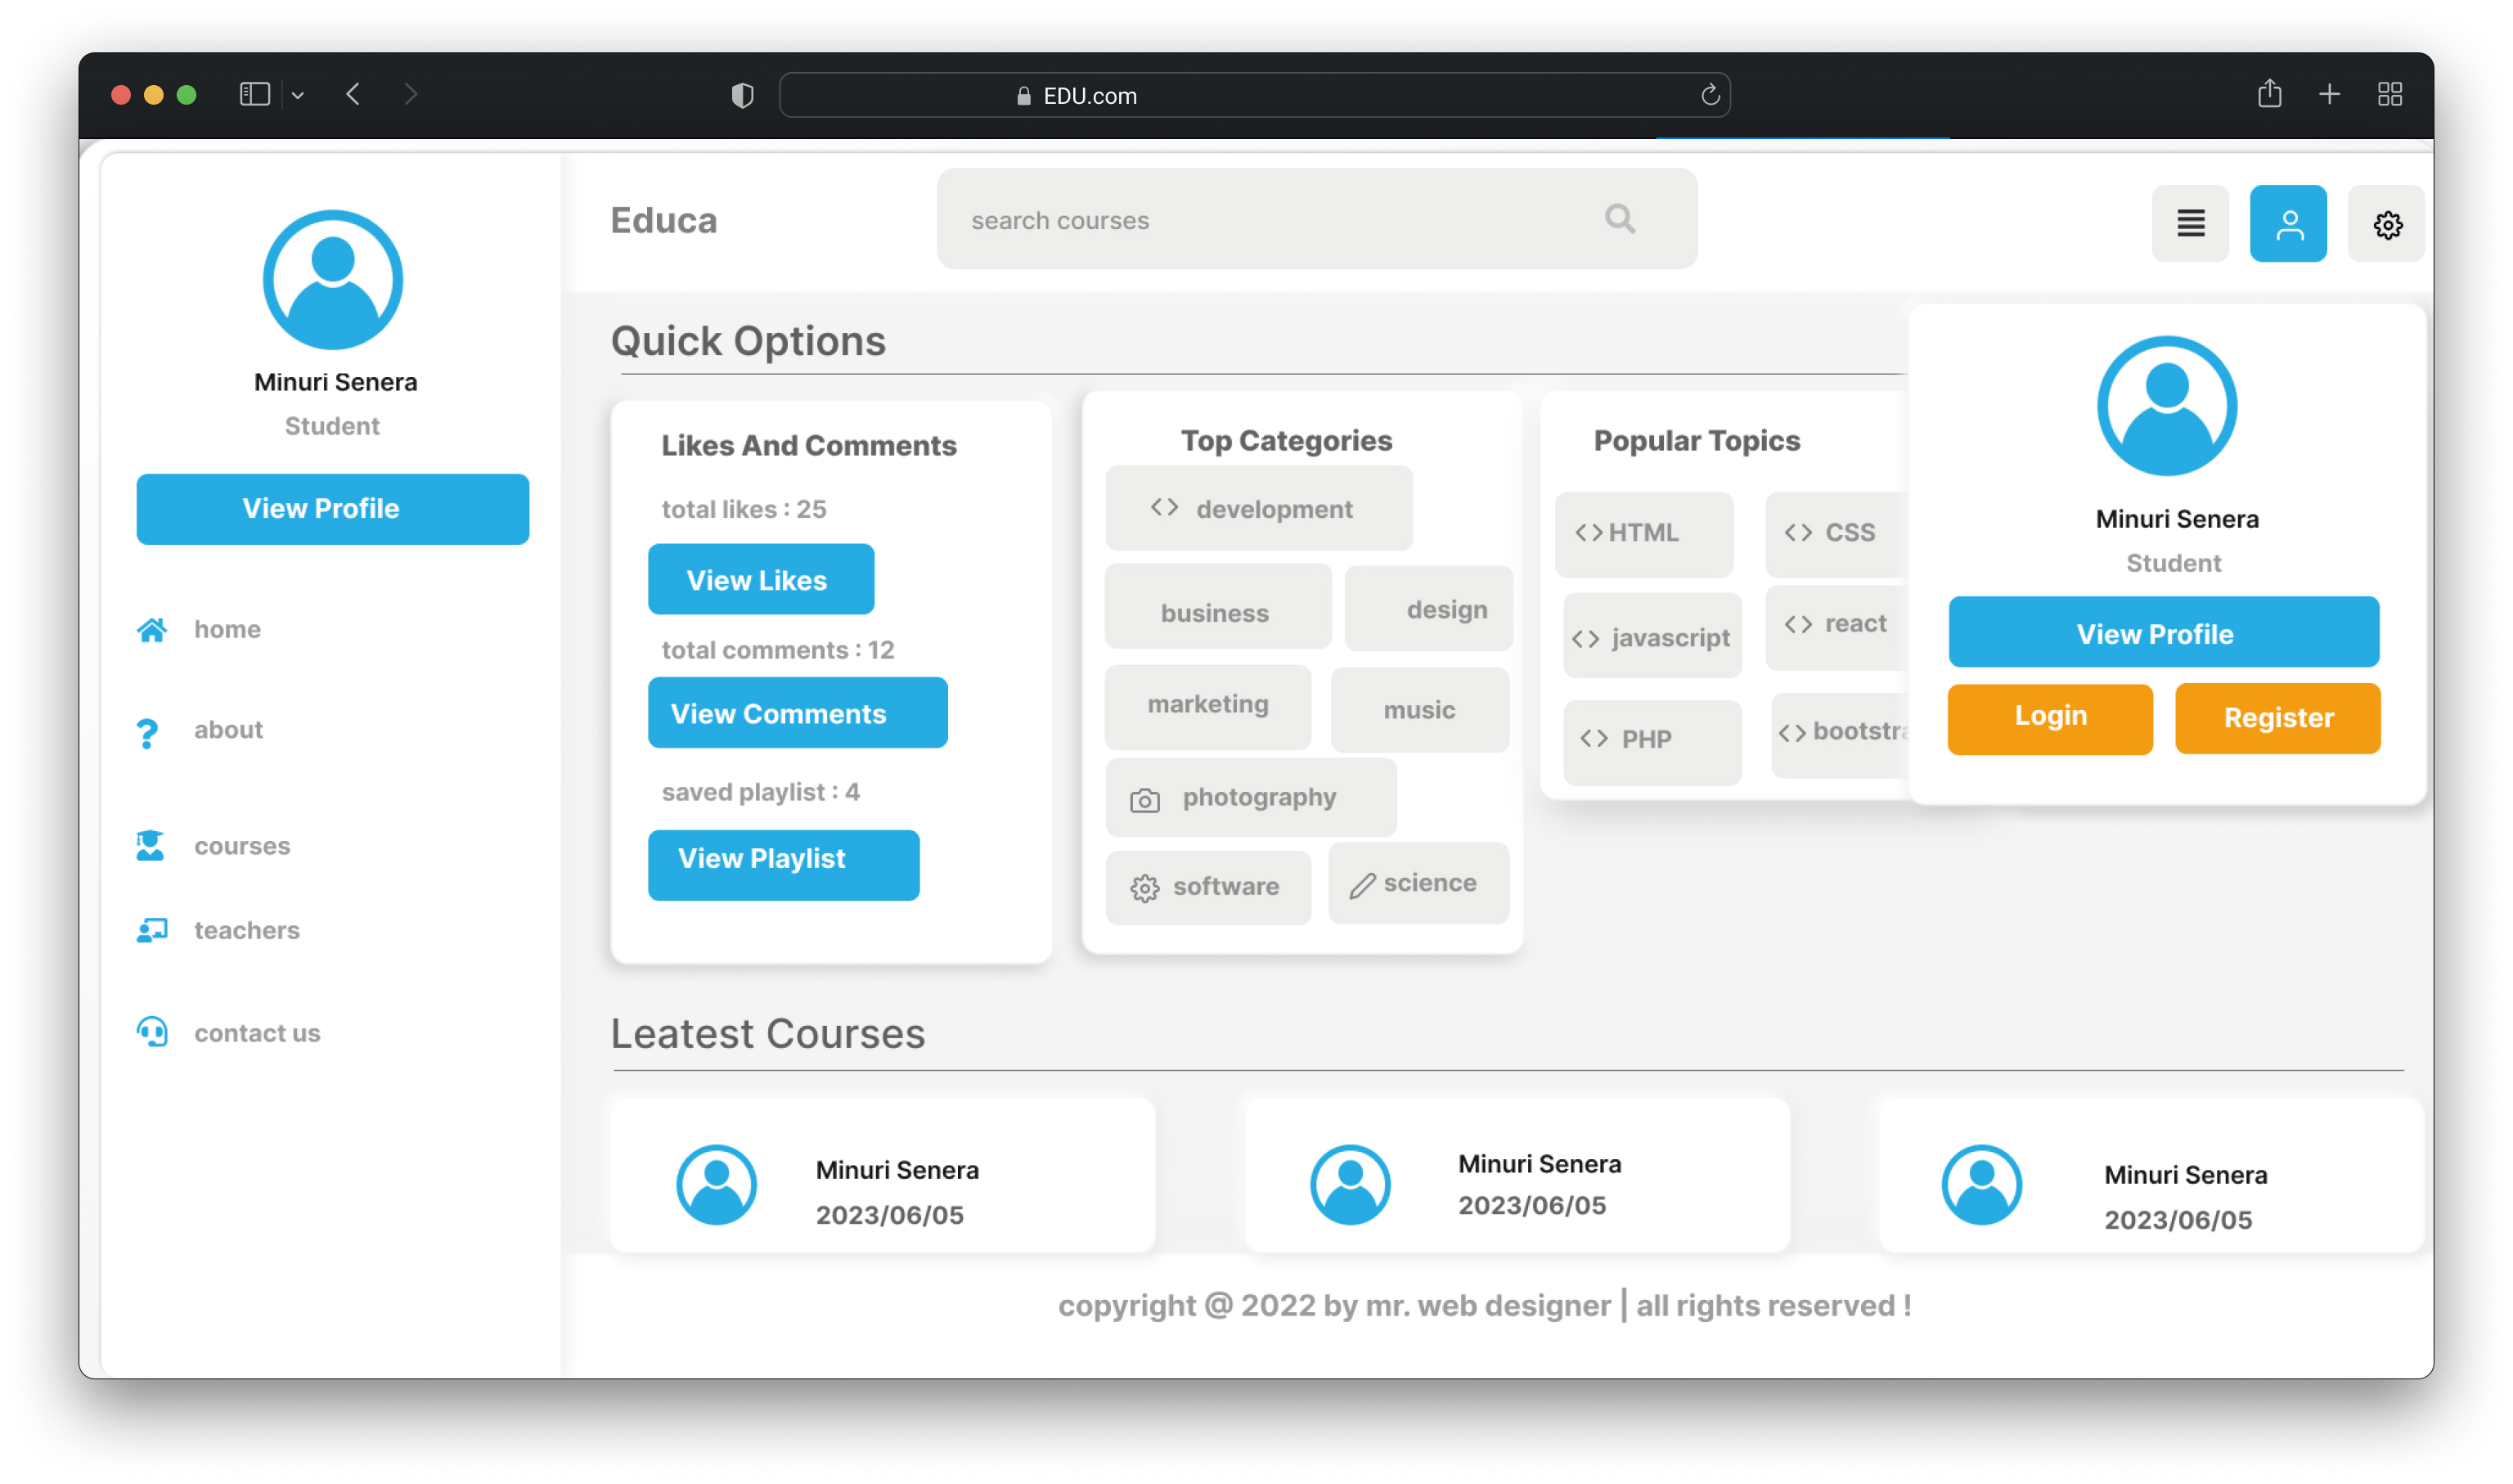 EDU.com
Minuri Senera
Student
View Profile
home
about
courses
teachers
contact us
Educa
search courses
Quick Options
Likes And Comments
total likes : 25
View Likes
total comments : 12
View Comments
saved playlist : 4
View Playlist
Top Categories
<> development
business
design
marketing
music
photography
software
science
Popular Topics
<> HTML
<> CSS
<> javascript
<> react
<> PHP
<>
Minuri Senera
Student
View Profile
Login
Register
Leatest Courses
Minuri Senera
2023/06/05
Minuri Senera
2023/06/05
Minuri Senera
2023/06/05
copyright @ 2022 by mr. web designer | all rights reserved !